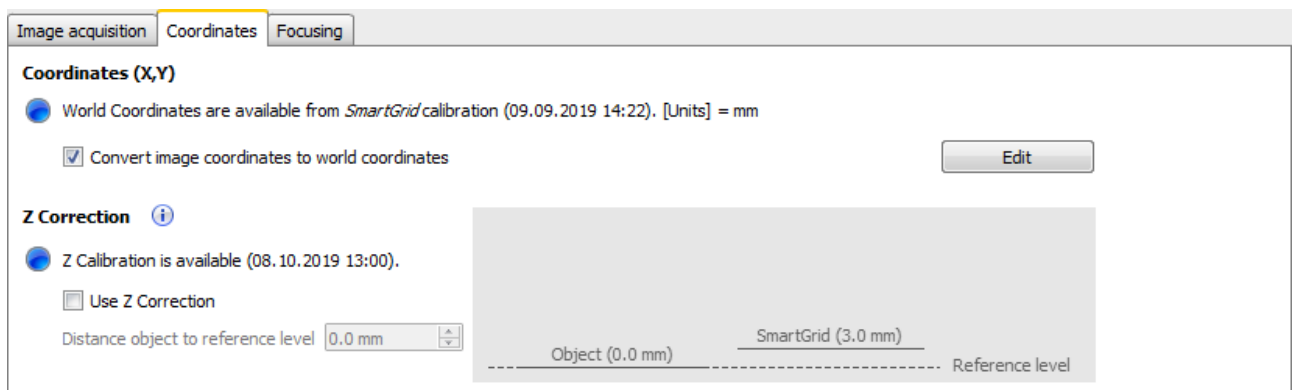 Image acquisition Coordinates Focusing
Coordinates (X,Y)
World Coordinates are available from SmartGrid calibration (09.09.2019 14:22). [Units] = mm
Convert image coordinates to world coordinates Edit
Z Correction
Z Calibration is available (08.10.2019 13:00).
Use Z Correction
Distance object to reference level 0.0 mm
SmartGrid (3.0 mm)
Object (0.0 mm)
Reference level